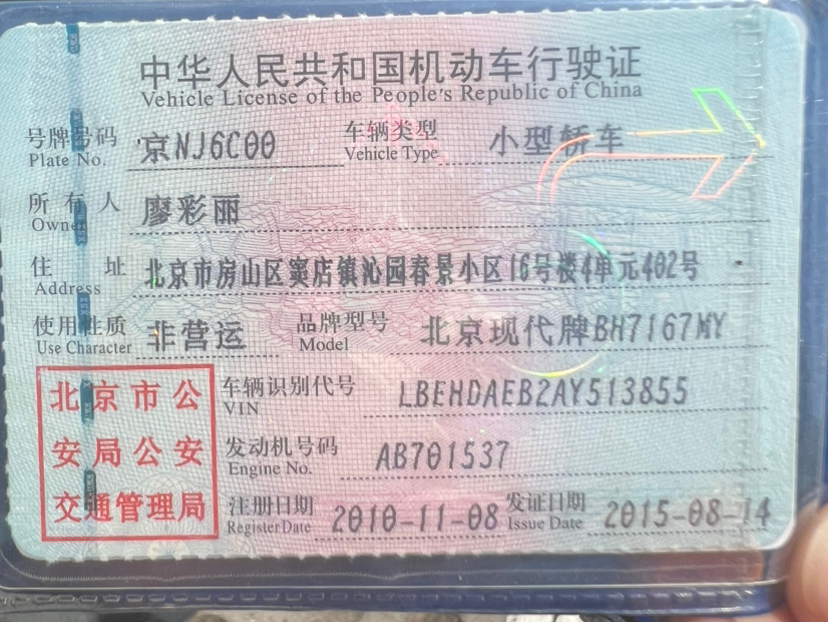 中华人民共和国机动车行驶证
Vehicle License of the People's Republic of China
号牌号码 京NJ6C00 车辆类型 小型轿车
Plate No. Vehicle Type
所有人 廖彩丽
Owner
住址 北京市房山区窦店镇沁园春景小区16号楼4单元402号
Address
使用性质 非营运 品牌型号 北京现代牌BH7167MY
Use Character Model
北京市公 车辆识别代号 LBEHDAEB2AY513855
VIN
安局公安 发动机号码 AB701537
Engine No.
交通管理局 注册日期 2010-11-08 发证日期 2015-08-14
Register Date Issue Date